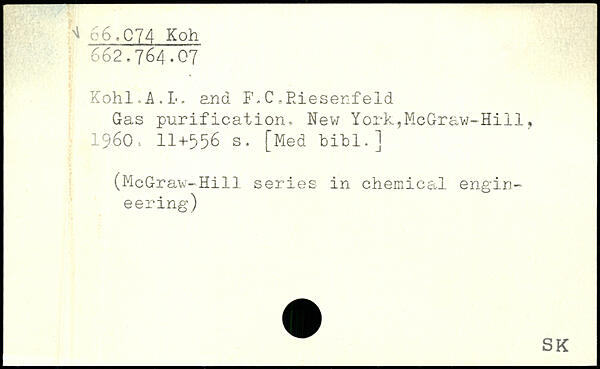 √ 66.074 Koh
662.764.07
Kohl.A.L. and F.C.Riesenfeld
Gas purification. New York,McGraw-Hill,
1960. 11+556 s. [Med bibl.]
(McGraw-Hill series in chemical engin-
eering)
SK